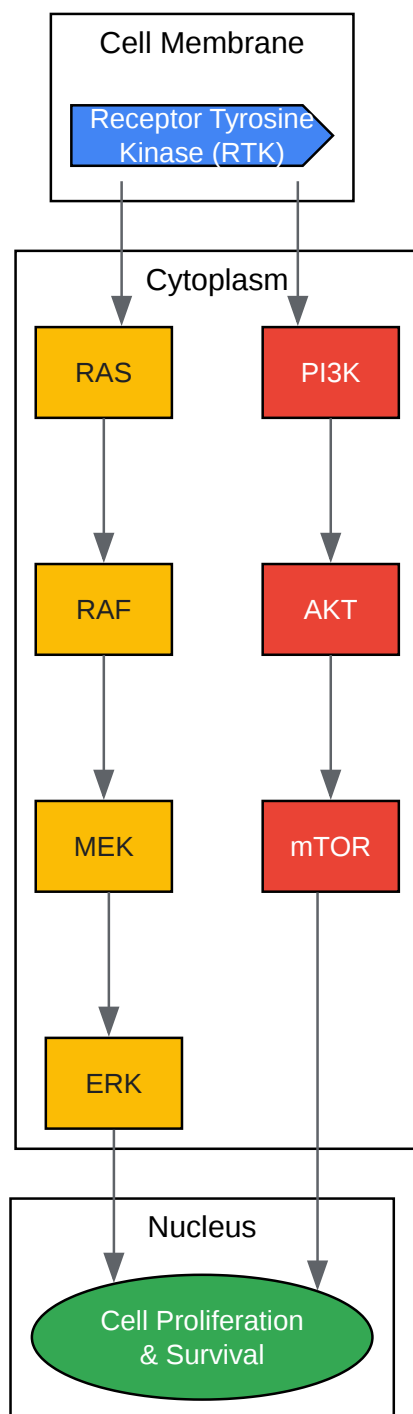 Cell Membrane
Receptor Tyrosine
Kinase (RTK)
Cytoplasm
RAS
PI3K
RAF
AKT
MEK
mTOR
ERK
Nucleus
Cell Proliferation
& Survival